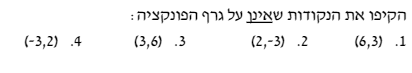 הקיפו את הנקודות שאינן על גרף הפונקציה:
1. (6,3) 2. (2,-3) 3. (3,6) 4. (-3,2)